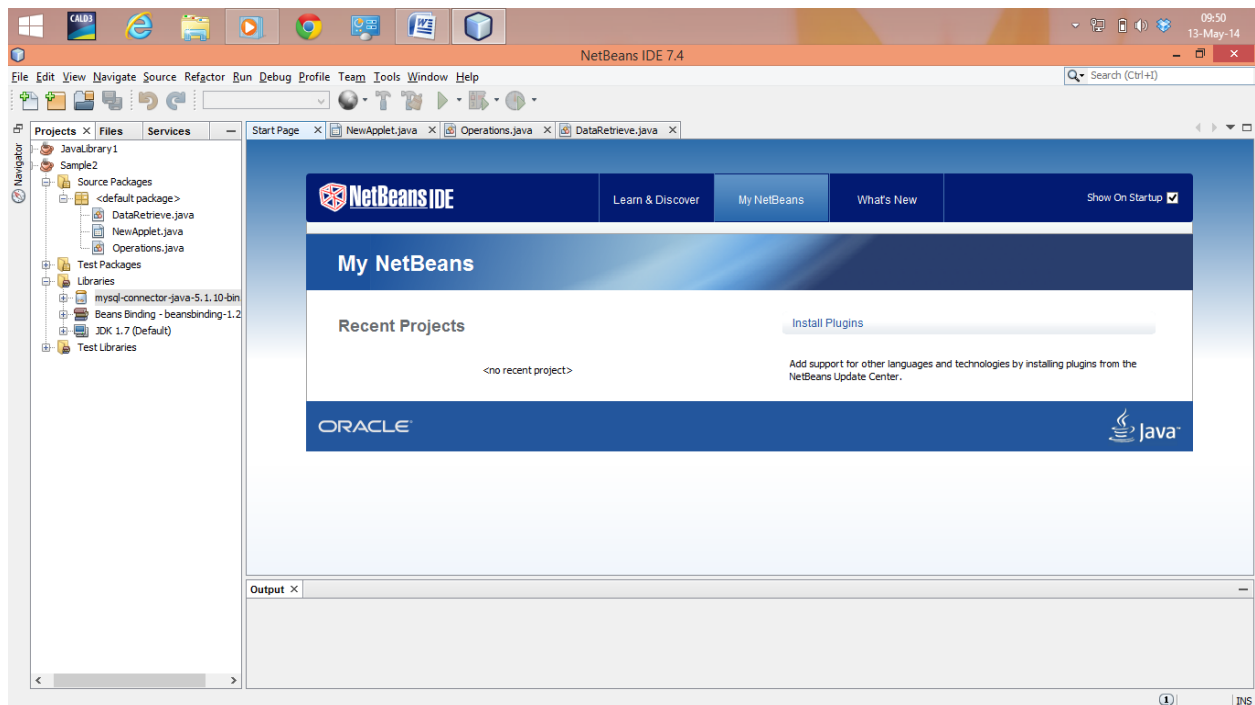 CALD3
09:50
13-May-14
NetBeans IDE 7.4
File Edit View Navigate Source Refactor Run Debug Profile Team Tools Window Help
Search (Ctrl+I)
Projects Files Services
Start Page NewApplet.java Operations.java DataRetrieve.java
Navigator
JavaLibrary1
Sample2
Source Packages
<default package>
DataRetrieve.java
NewApplet.java
Operations.java
Test Packages
Libraries
mysql-connector-java-5.1.10-bin
Beans Binding - beansbinding-1.2
JDK 1.7 (Default)
Test Libraries
NetBeans IDE
Learn & Discover
My NetBeans
What's New
Show On Startup
My NetBeans
Recent Projects
<no recent project>
Install Plugins
Add support for other languages and technologies by installing plugins from the
NetBeans Update Center.
ORACLE
Java
Output
1
INS